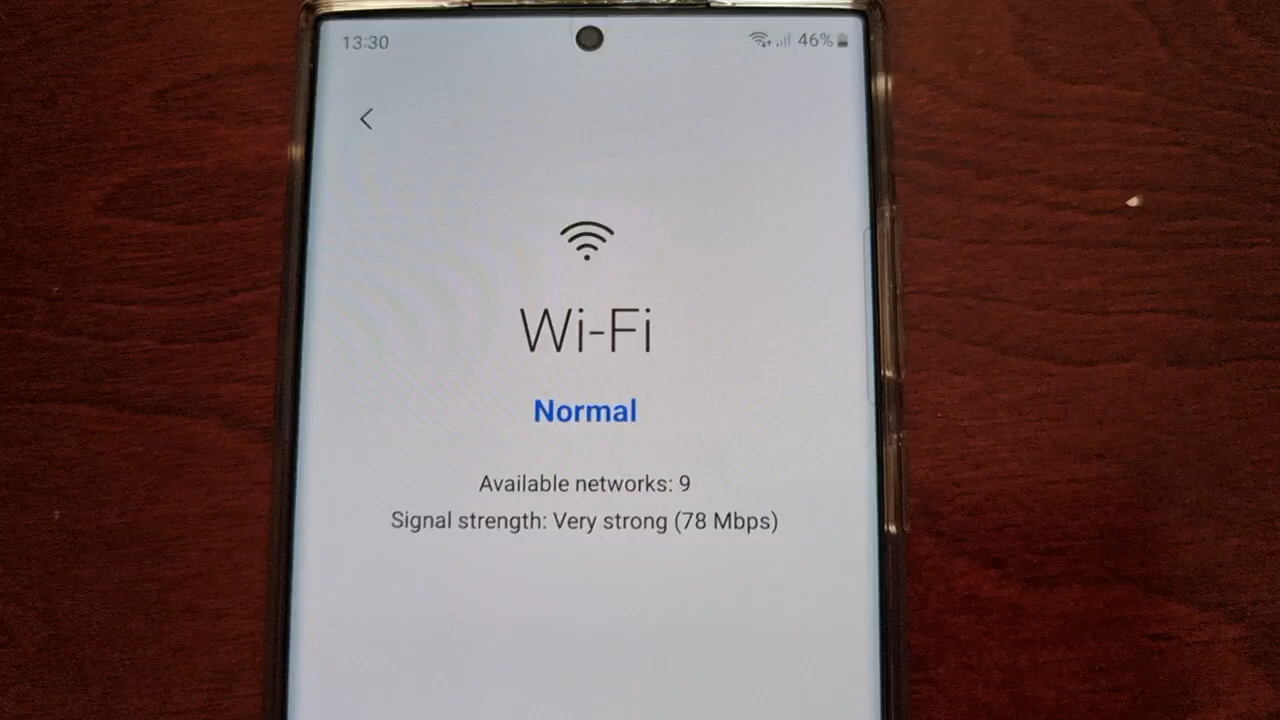 13:30
46%
Wi-Fi
Normal
Available networks: 9
Signal strength: Very strong (78 Mbps)